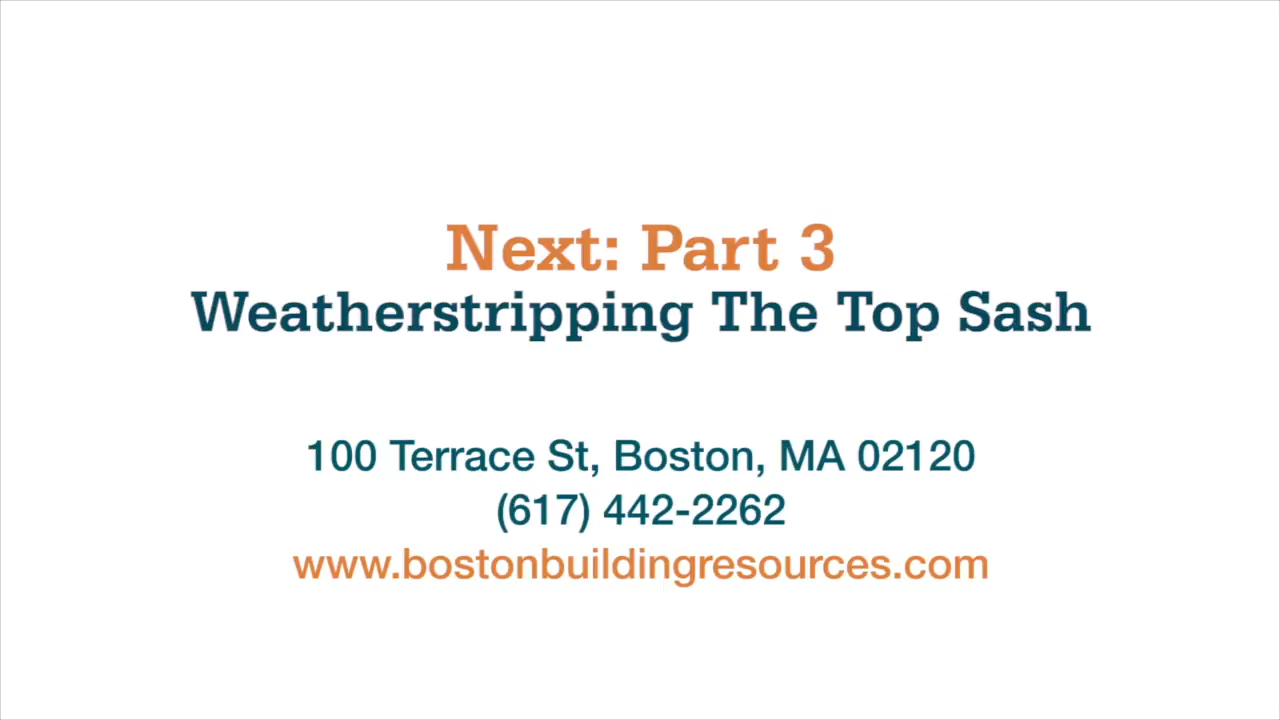 Next: Part 3
Weatherstripping The Top Sash
100 Terrace St, Boston, MA 02120
(617) 442-2262
www.bostonbuildingresources.com